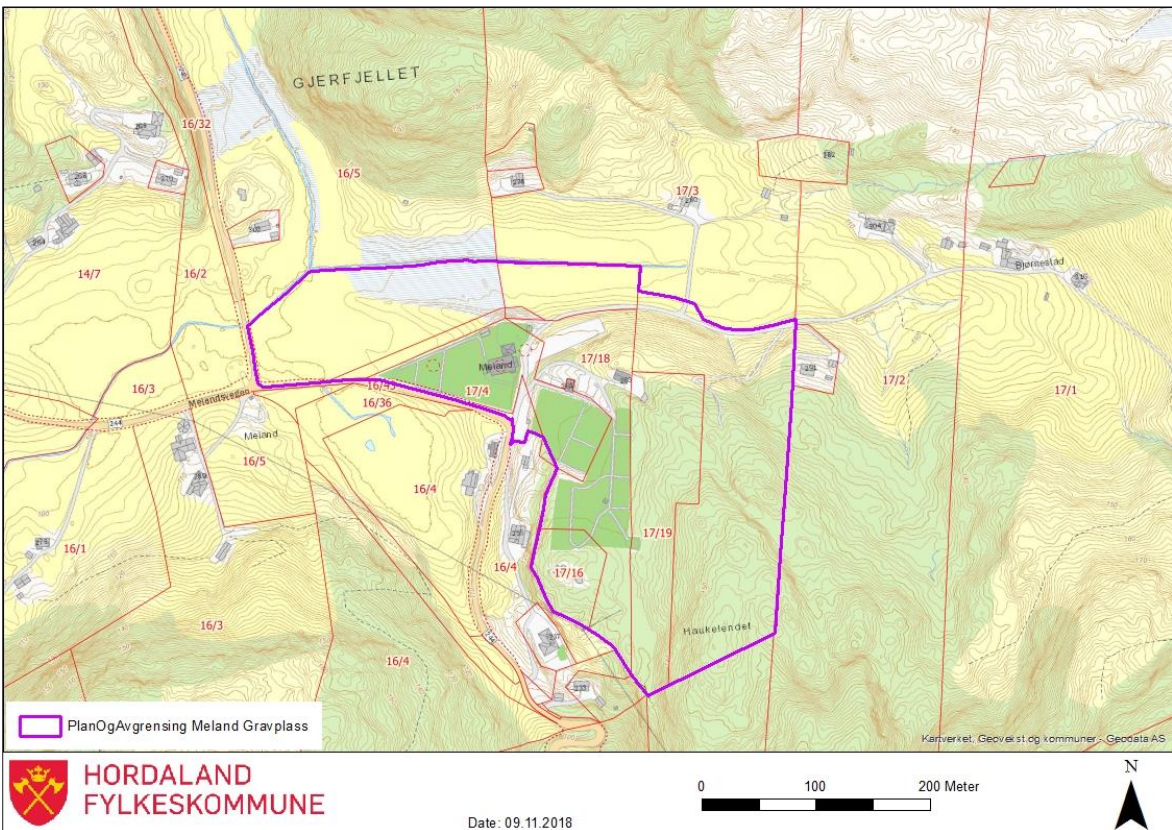 GJERFJELLET
16/32
16/5
17/3
14/7
16/2
Bjørnestad
17/18
Meland
16/43
17/4
16/36
16/3
Melandsvegen
244
17/2
17/1
Meland
16/5
16/4
17/19
16/1
16/4
17/16
16/3
16/4
Haukelendet
PlanOgAvgrensing Meland Gravplass
Kartverket, Geovekst og kommuner - Geodata AS
HORDALAND
FYLKESKOMMUNE
Date: 09.11.2018
0 100 200 Meter
N